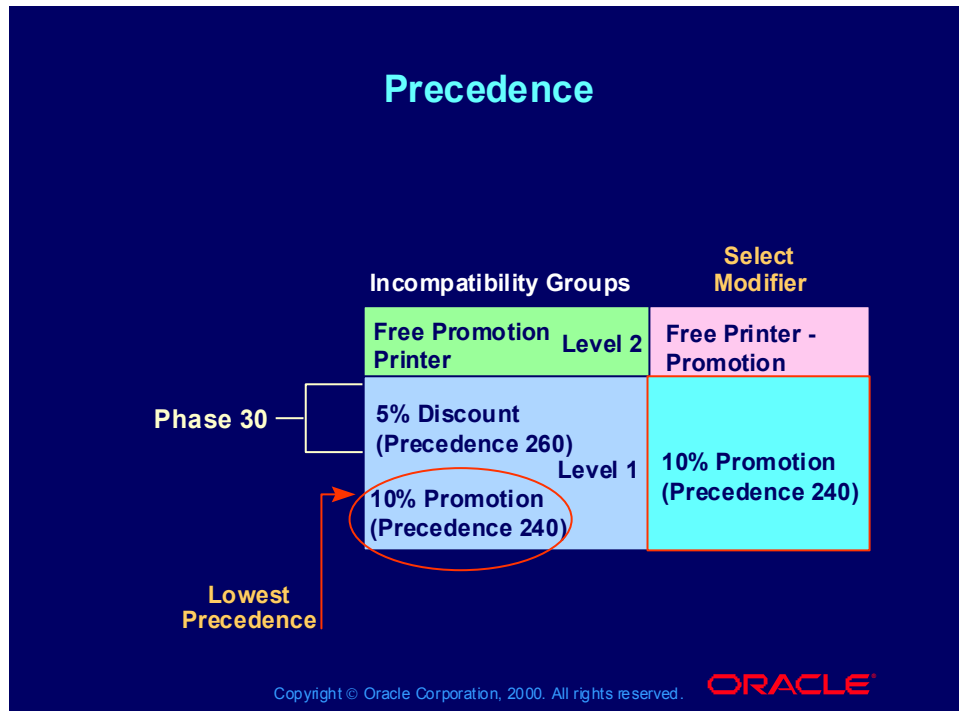 Precedence
Incompatibility Groups
Select
Modifier
Free Promotion
Printer
Level 2
Free Printer -
Promotion
Phase 30
5% Discount
(Precedence 260)
Level 1
10% Promotion
(Precedence 240)
10% Promotion
(Precedence 240)
Lowest
Precedence
Copyright © Oracle Corporation, 2000. All rights reserved.
ORACLE®